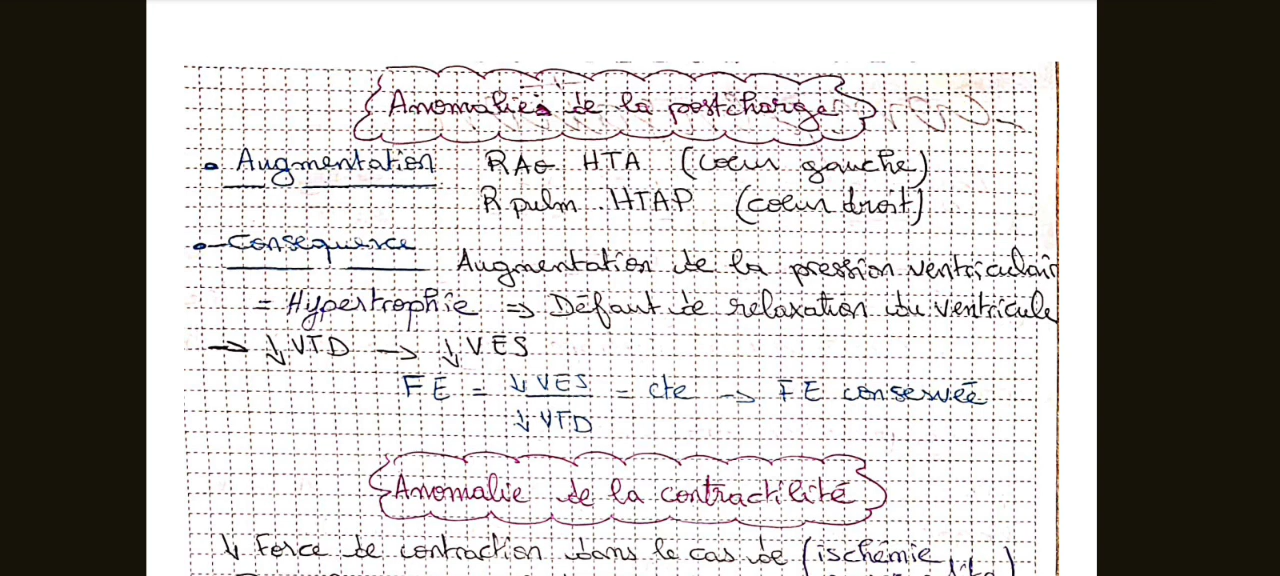 Anomalies de la postcharge
• Augmentation RAo HTA (coeur gauche)
R pulm HTAP (coeur droit)
• Consequence Augmentation de la pression ventriculair
= Hypertrophie => Défaut de relaxation du ventricule
→ ↓ VTD → ↓ VES
FE = ↓ VES / ↓ VTD = cte → FE conservée
Anomalie de la contractilité
↓ Force de contraction dans le cas de (ischémie